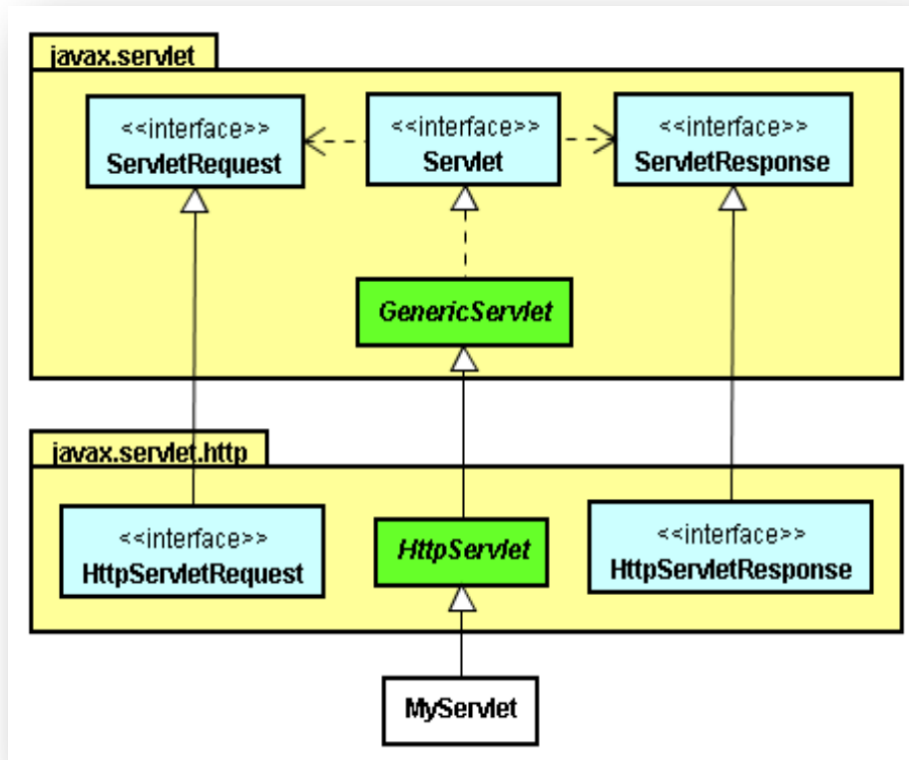 javax.servlet
<<interface>>
ServletRequest
<<interface>>
Servlet
<<interface>>
ServletResponse
GenericServlet
javax.servlet.http
<<interface>>
HttpServletRequest
HttpServlet
<<interface>>
HttpServletResponse
MyServlet